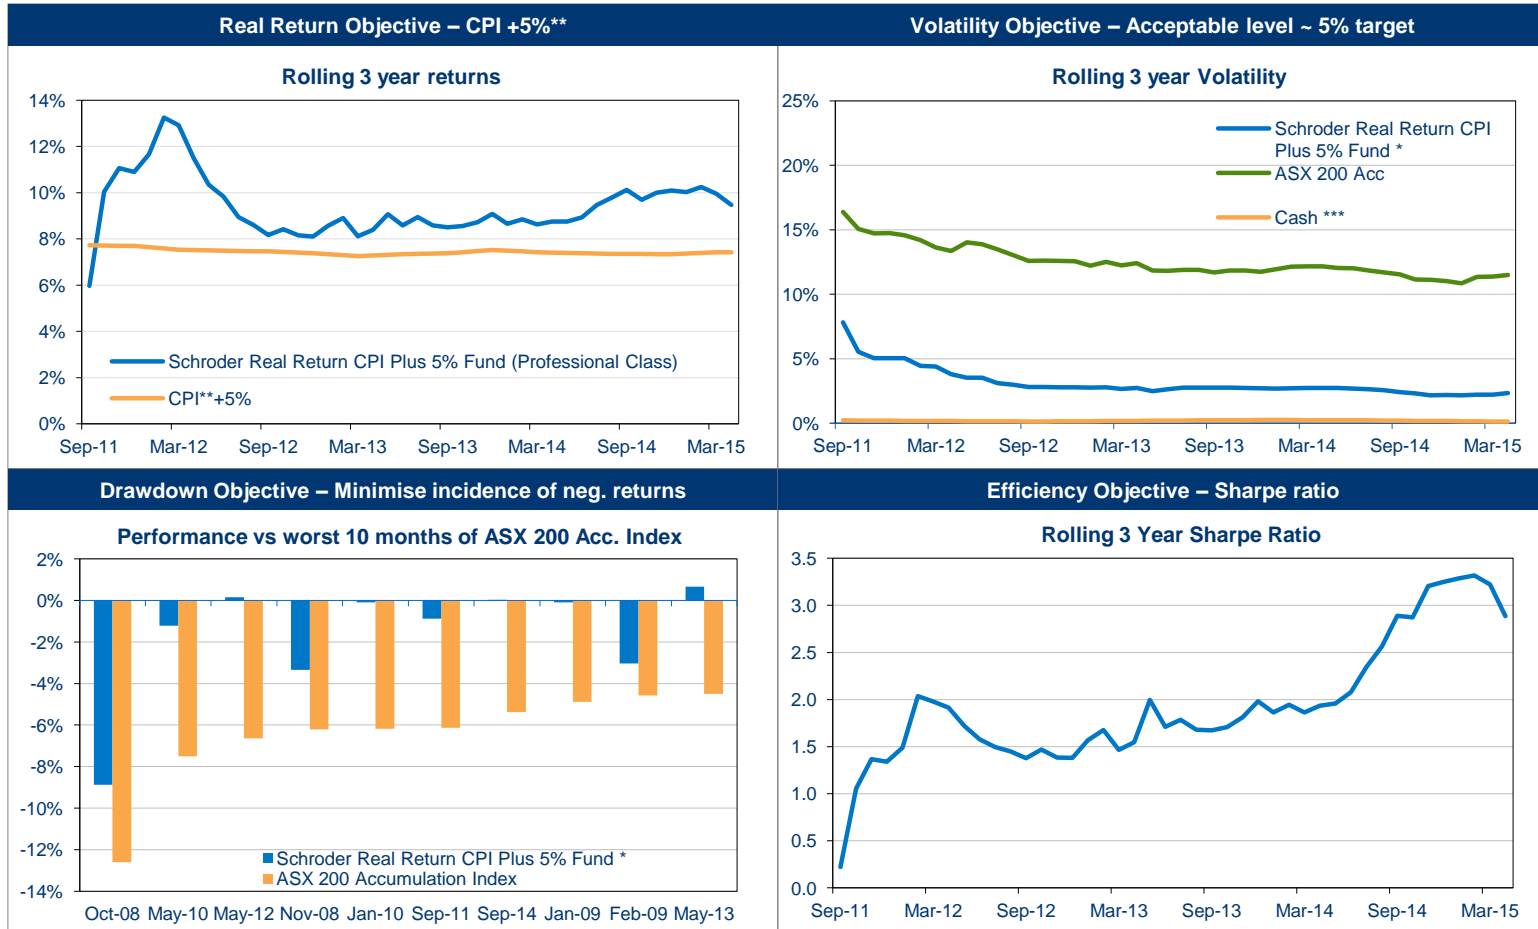 Real Return Objective – CPI +5%**
Rolling 3 year returns
14%
12%
10%
8%
6%
4%
2%
0%
Schroder Real Return CPI Plus 5% Fund (Professional Class)
CPI**+5%
Sep-11 Mar-12 Sep-12 Mar-13 Sep-13 Mar-14 Sep-14 Mar-15
Volatility Objective – Acceptable level ~ 5% target
Rolling 3 year Volatility
25%
20%
15%
10%
5%
0%
Schroder Real Return CPI
Plus 5% Fund *
ASX 200 Acc
Cash ***
Sep-11 Mar-12 Sep-12 Mar-13 Sep-13 Mar-14 Sep-14 Mar-15
Drawdown Objective – Minimise incidence of neg. returns
Performance vs worst 10 months of ASX 200 Acc. Index
2%
0%
-2%
-4%
-6%
-8%
-10%
-12%
-14%
Schroder Real Return CPI Plus 5% Fund *
ASX 200 Accumulation Index
Oct-08 May-10 May-12 Nov-08 Jan-10 Sep-11 Sep-14 Jan-09 Feb-09 May-13
Efficiency Objective – Sharpe ratio
Rolling 3 Year Sharpe Ratio
3.5
3.0
2.5
2.0
1.5
1.0
0.5
0.0
Sep-11 Mar-12 Sep-12 Mar-13 Sep-13 Mar-14 Sep-14 Mar-15